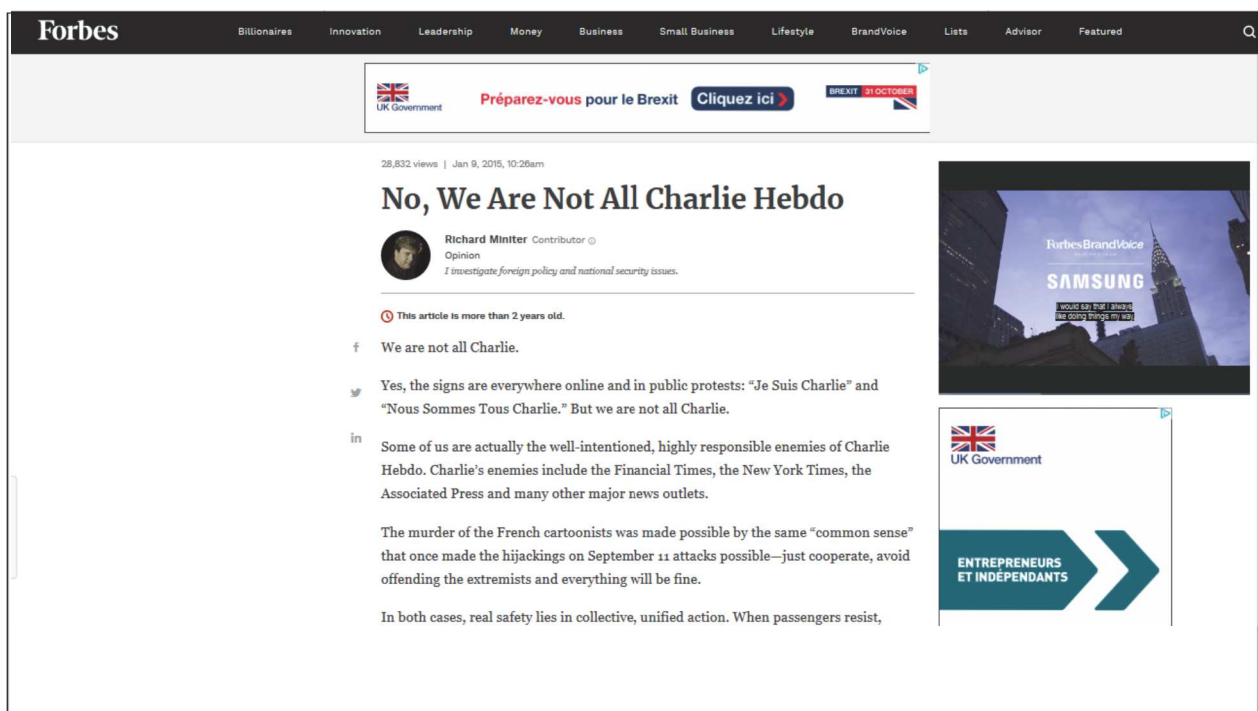 Forbes
Billionaires Innovation Leadership Money Business Small Business Lifestyle BrandVoice Lists Advisor Featured
UK Government
Préparez-vous pour le Brexit Cliquez ici
BREXIT 31 OCTOBER
28,832 views | Jan 9, 2015, 10:26am
No, We Are Not All Charlie Hebdo
Richard Miniter Contributor
Opinion
I investigate foreign policy and national security issues.
This article is more than 2 years old.
We are not all Charlie.
Yes, the signs are everywhere online and in public protests: “Je Suis Charlie” and
“Nous Sommes Tous Charlie.” But we are not all Charlie.
Some of us are actually the well-intentioned, highly responsible enemies of Charlie
Hebdo. Charlie’s enemies include the Financial Times, the New York Times, the
Associated Press and many other major news outlets.
The murder of the French cartoonists was made possible by the same “common sense”
that once made the hijackings on September 11 attacks possible—just cooperate, avoid
offending the extremists and everything will be fine.
In both cases, real safety lies in collective, unified action. When passengers resist,
f
in
ForbesBrandVoice
SAMSUNG
I would say that I always
like doing things my way.
UK Government
ENTREPRENEURS
ET INDÉPENDANTS